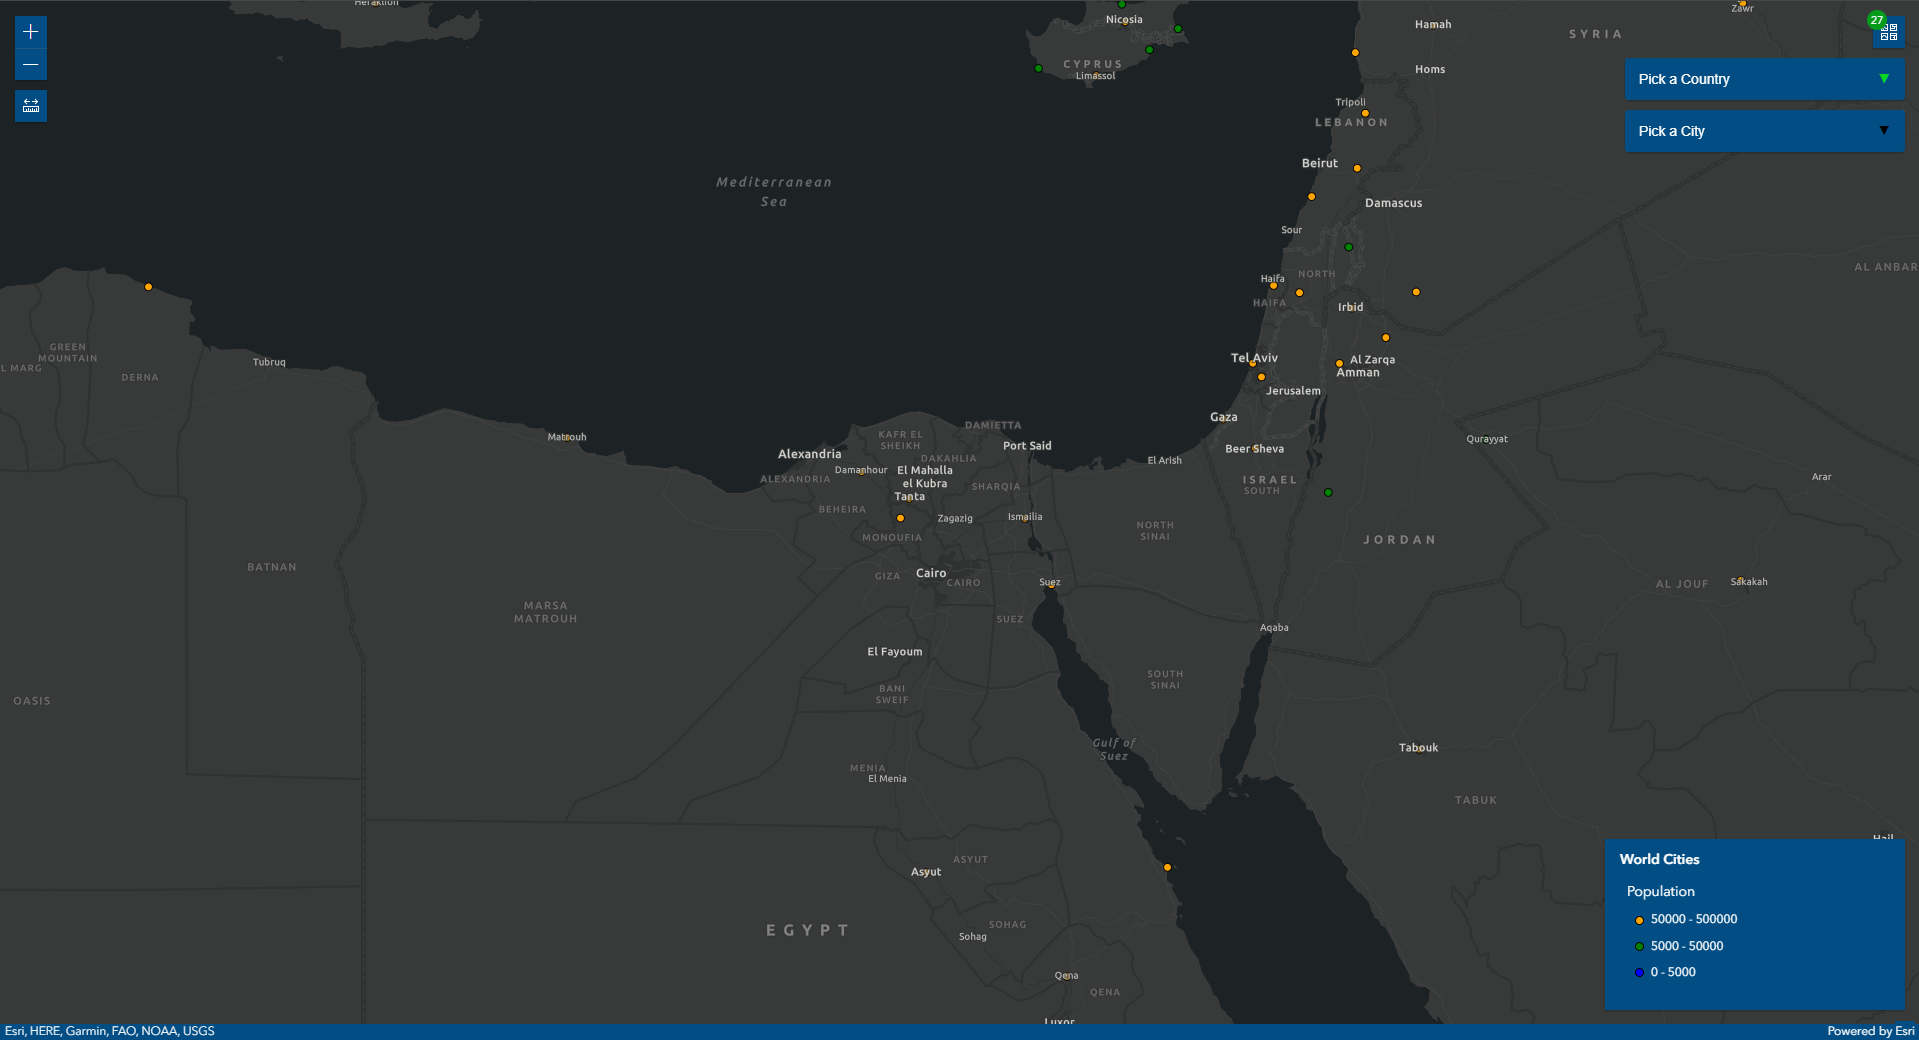 Heraklion
Nicosia
CYPRUS
Limassol
Hamah
SYRIA
Zawr
27
Homs
Pick a Country
Pick a City
Tripoli
LEBANON
Beirut
Mediterranean
Sea
Damascus
Sour
AL ANBAR
Haifa
NORTH
HAIFA
Irbid
GREEN
MOUNTAIN
L MARG
DERNA
Tubruq
Tel Aviv
Al Zarqa
Amman
Jerusalem
Gaza
Matrouh
KAFR EL
SHEIKH
DAMIETTA
Port Said
Alexandria
DAKAHLIA
Damanhour
El Mahalla
el Kubra
ALEXANDRIA
SHARQIA
Tanta
El Arish
Beer Sheva
Qurayyat
ISRAEL
SOUTH
Arar
BEHEIRA
Zagazig
Ismailia
MONOUFIA
NORTH
SINAI
JORDAN
BATNAN
GIZA
Cairo
CAIRO
Suez
AL JOUF
Sakakah
MARSA
MATROUH
SUEZ
Aqaba
El Fayoum
SOUTH
SINAI
BANI
SWEIF
OASIS
Gulf of
Suez
Tabouk
MENIA
El Menia
TABUK
Hail
ASYUT
Asyut
EGYPT
SOHAG
Sohag
Qena
QENA
Luxor
World Cities
Population
50000 - 500000
5000 - 50000
0 - 5000
Esri, HERE, Garmin, FAO, NOAA, USGS
Powered by Esri